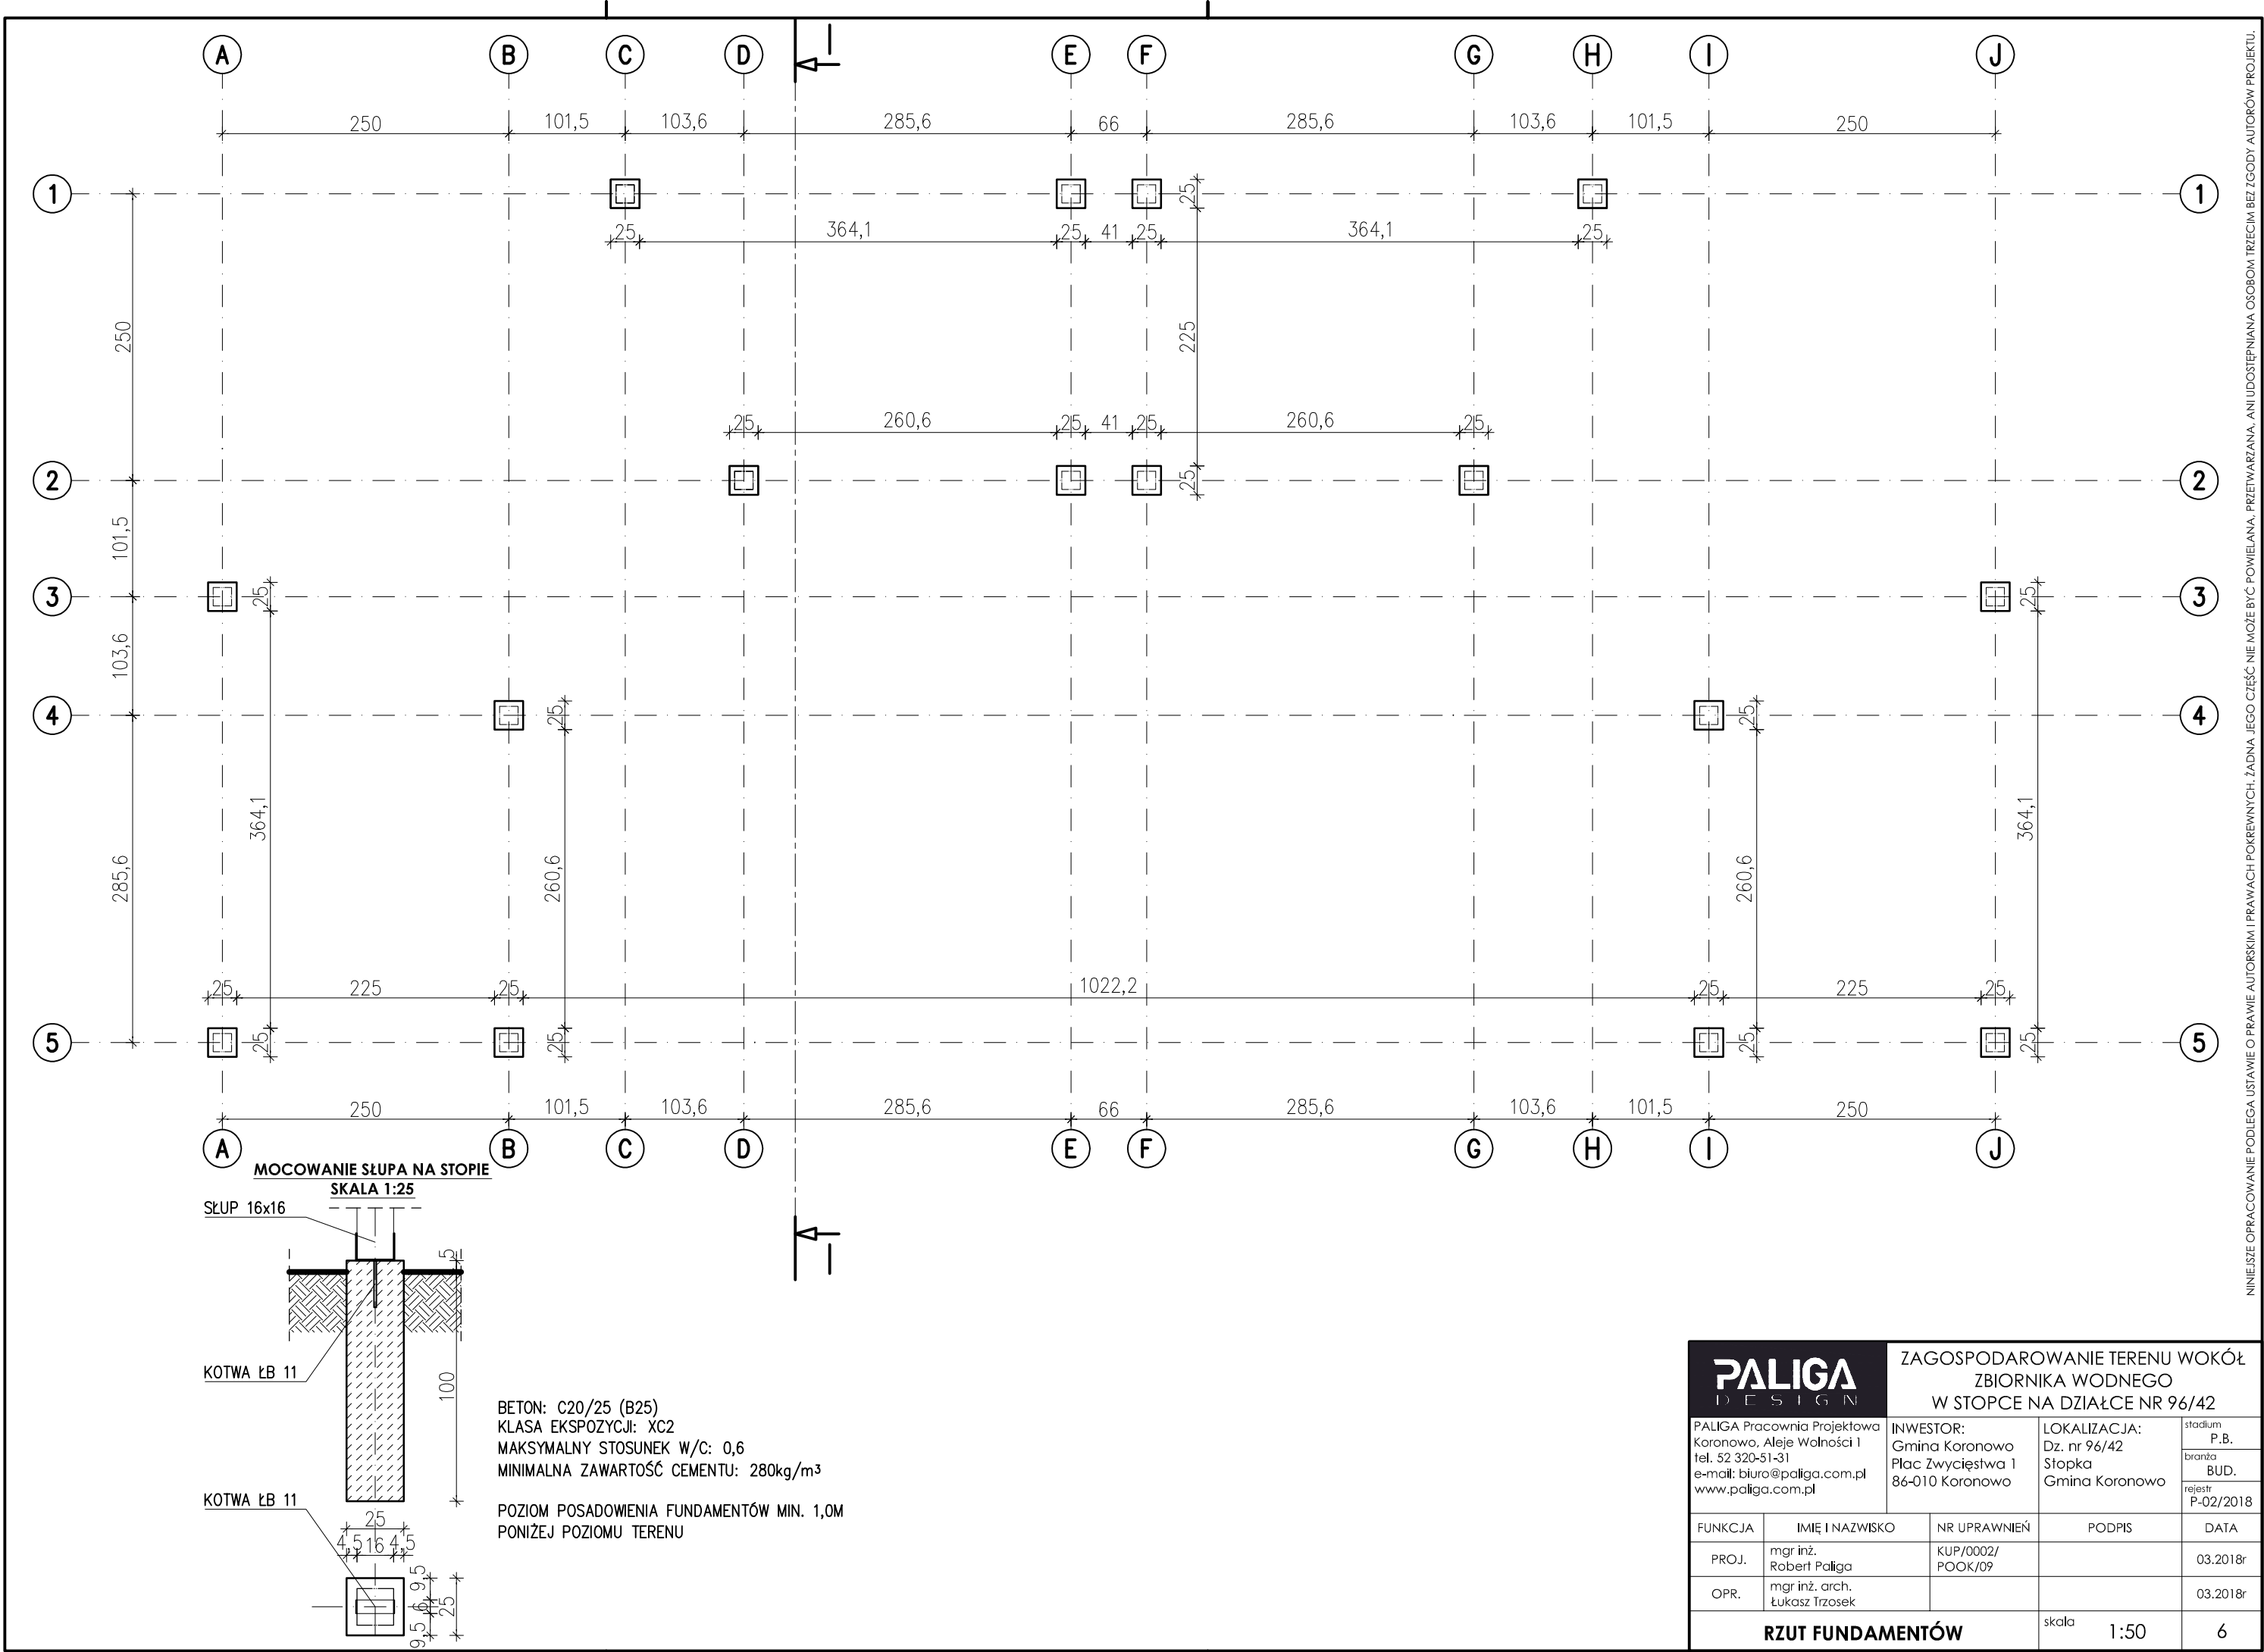 A B C D E F G H I J
I
250 101,5 103,6 285,6 66 285,6 103,6 101,5 250
1 25 1
25 364,1 25 41 25 364,1 25
250 225
25 260,6 25 41 25 260,6 25
2 25 2
101,5
3 25 25 3
103,6
4 25 25 4
364,1 364,1
285,6 260,6 260,6
25 225 25 1022,2 25 225 25
5 25 25 25 25 5
250 101,5 103,6 285,6 66 285,6 103,6 101,5 250
A B C D E F G H I J
I
MOCOWANIE SŁUPA NA STOPIE
SKALA 1:25
SŁUP 16x16
5
KOTWA ŁB 11
100
KOTWA ŁB 11
25
4,5 16 4,5
9,5
6
9,5
25
BETON: C20/25 (B25)
KLASA EKSPOZYCJI: XC2
MAKSYMALNY STOSUNEK W/C: 0,6
MINIMALNA ZAWARTOŚĆ CEMENTU: 280kg/m³
POZIOM POSADOWIENIA FUNDAMENTÓW MIN. 1,0M
PONIŻEJ POZIOMU TERENU
NINIEJSZE OPRACOWANIE PODLEGA USTAWIE O PRAWIE AUTORSKIM I PRAWACH POKREWNYCH. ŻADNA JEGO CZĘŚĆ NIE MOŻE BYĆ POWIELANA, PRZETWARZANA, ANI UDOSTĘPNIANA OSOBOM TRZECIM BEZ ZGODY AUTORÓW PROJEKTU.
PALIGA
DESIGN
ZAGOSPODAROWANIE TERENU WOKÓŁ
ZBIORNIKA WODNEGO
W STOPCE NA DZIAŁCE NR 96/42
PALIGA Pracownia Projektowa
Koronowo, Aleje Wolności 1
tel. 52 320-51-31
e-mail: biuro@paliga.com.pl
www.paliga.com.pl
INWESTOR:
Gmina Koronowo
Plac Zwycięstwa 1
86-010 Koronowo
LOKALIZACJA:
Dz. nr 96/42
Stopka
Gmina Koronowo
stadium
P.B.
branża
BUD.
rejestr
P-02/2018
FUNKCJA IMIĘ I NAZWISKO NR UPRAWNIEŃ PODPIS DATA
PROJ. mgr inż. Robert Paliga KUP/0002/ POOK/09 03.2018r
OPR. mgr inż. arch. Łukasz Trzosek 03.2018r
RZUT FUNDAMENTÓW skala 1:50 6